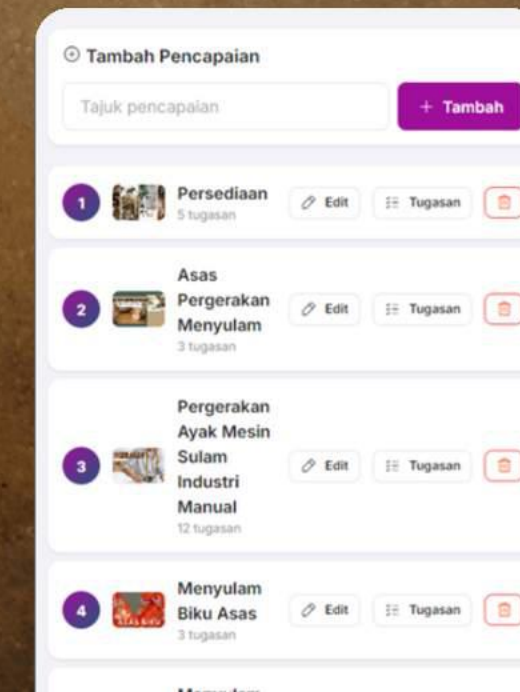 Tambah Pencapaian
Tajuk pencapaian
+ Tambah
1
Persediaan
5 tugasan
Edit
Tugasan
2
Asas
Pergerakan
Menyulam
3 tugasan
Edit
Tugasan
3
Pergerakan
Ayak Mesin
Sulam
Industri
Manual
12 tugasan
Edit
Tugasan
4
Menyulam
Biku Asas
3 tugasan
Edit
Tugasan